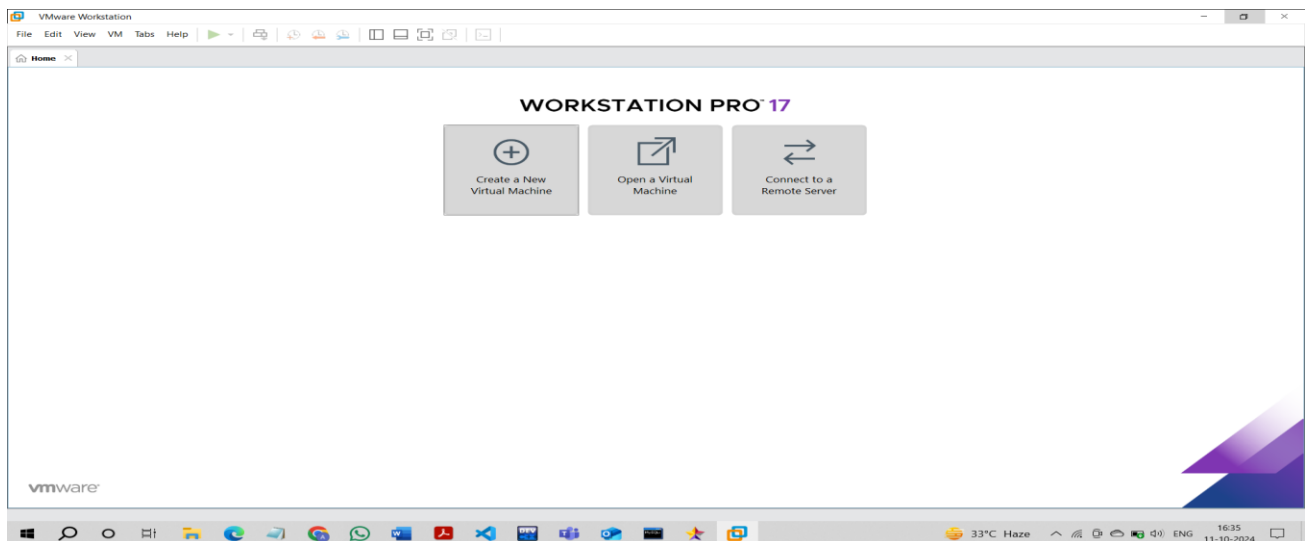 VMware Workstation
File Edit View VM Tabs Help
Home
WORKSTATION PRO™ 17
Create a New
Virtual Machine
Open a Virtual
Machine
Connect to a
Remote Server
vmware®
33°C Haze
ENG
16:35
11-10-2024